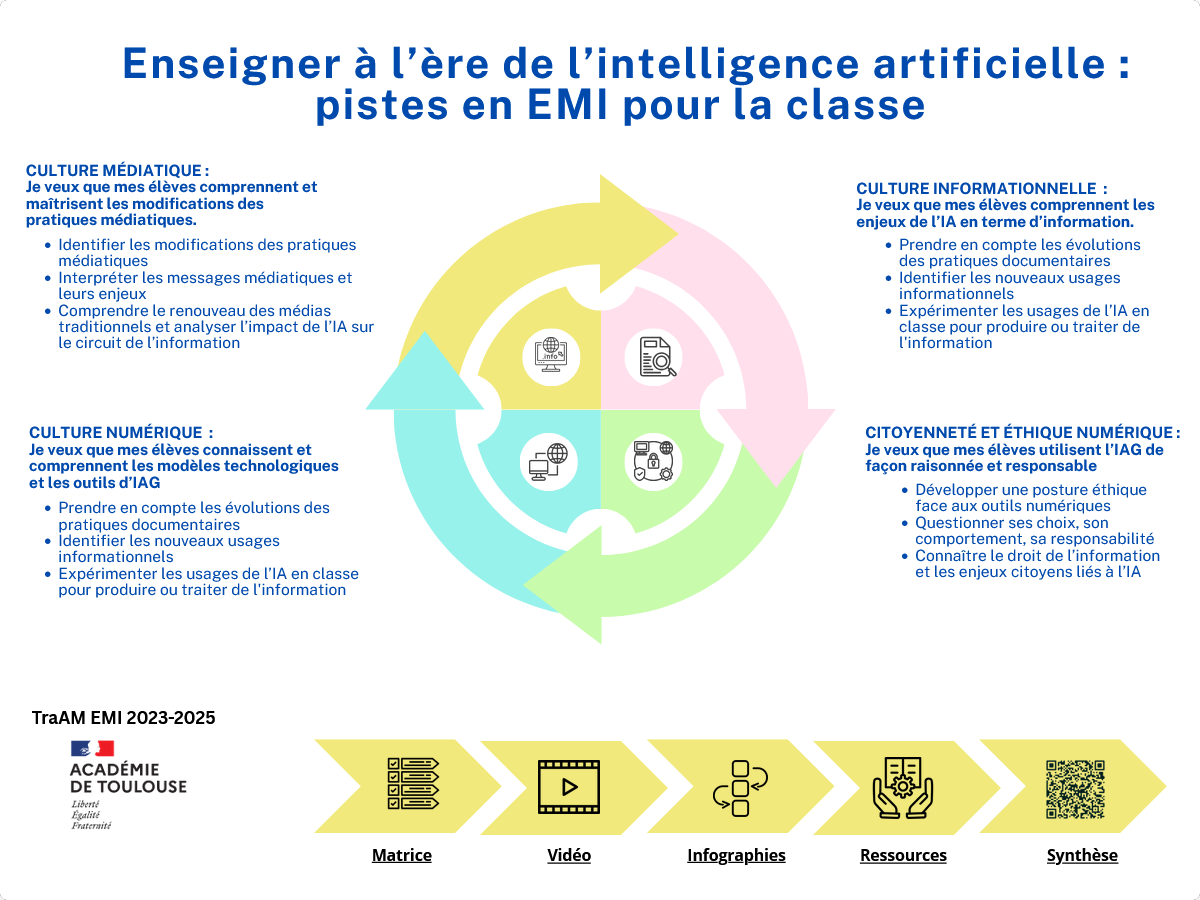 Enseigner à l’ère de l’intelligence artificielle :
pistes en EMI pour la classe
CULTURE MÉDIATIQUE :
Je veux que mes élèves comprennent et
maîtrisent les modifications des
pratiques médiatiques.
• Identifier les modifications des pratiques
médiatiques
• Interpréter les messages médiatiques et
leurs enjeux
• Comprendre le renouveau des médias
traditionnels et analyser l’impact de l’IA sur
le circuit de l’information
CULTURE INFORMATIONNELLE :
Je veux que mes élèves comprennent les
enjeux de l’IA en terme d’information.
• Prendre en compte les évolutions
des pratiques documentaires
• Identifier les nouveaux usages
informationnels
• Expérimenter les usages de l’IA en
classe pour produire ou traiter de
l'information
.info
CULTURE NUMÉRIQUE :
Je veux que mes élèves connaissent et
comprennent les modèles technologiques
et les outils d’IAG
• Prendre en compte les évolutions des
pratiques documentaires
• Identifier les nouveaux usages
informationnels
• Expérimenter les usages de l’IA en classe
pour produire ou traiter de l'information
CITOYENNETÉ ET ÉTHIQUE NUMÉRIQUE :
Je veux que mes élèves utilisent l’IAG de
façon raisonnée et responsable
• Développer une posture éthique
face aux outils numériques
• Questionner ses choix, son
comportement, sa responsabilité
• Connaître le droit de l’information
et les enjeux citoyens liés à l’IA
TraAM EMI 2023-2025
ACADÉMIE
DE TOULOUSE
Liberté
Égalité
Fraternité
Matrice
Vidéo
Infographies
Ressources
Synthèse